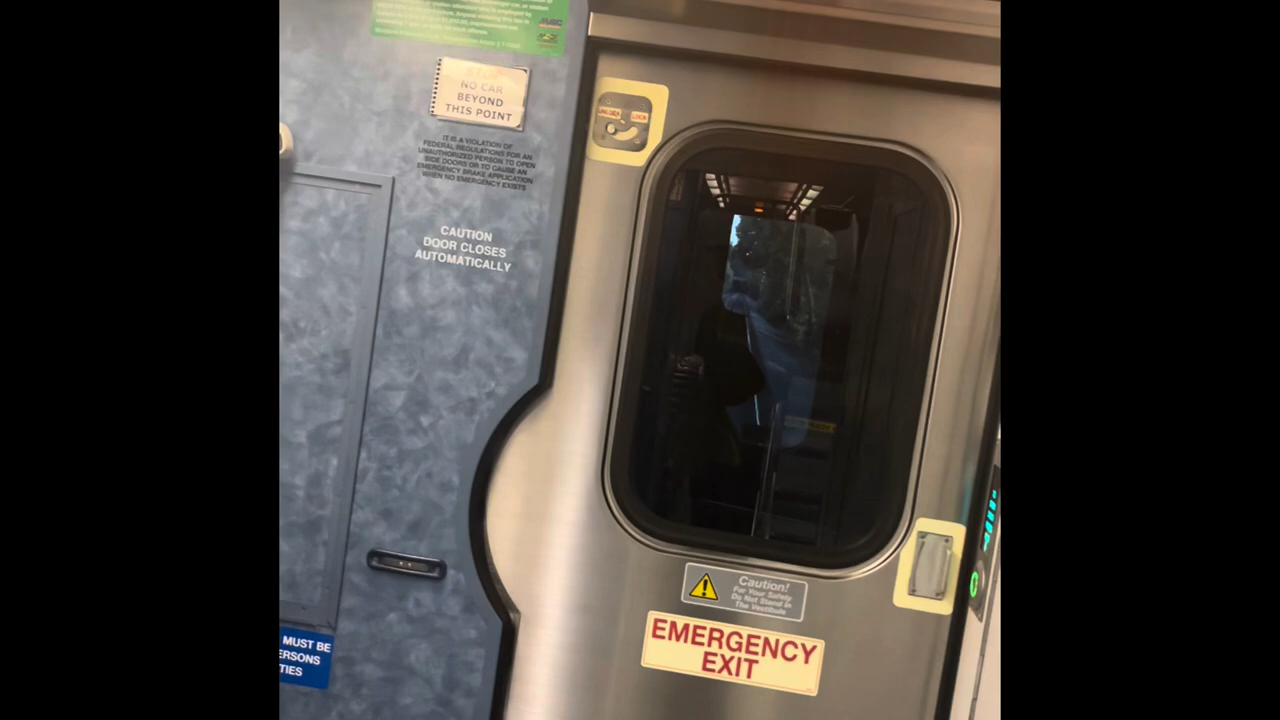 MARC
STOP
NO CAR
BEYOND
THIS POINT
IT IS A VIOLATION OF
FEDERAL REGULATIONS FOR AN
UNAUTHORIZED PERSON TO OPEN
SIDE DOORS OR TO CAUSE AN
EMERGENCY BRAKE APPLICATION
WHEN NO EMERGENCY EXISTS
CAUTION
DOOR CLOSES
AUTOMATICALLY
UNLOCK LOCK
MUST BE
ERSONS
TIES
Caution!
For Your Safety
Do Not Stand in
The Vestibule
EMERGENCY
EXIT